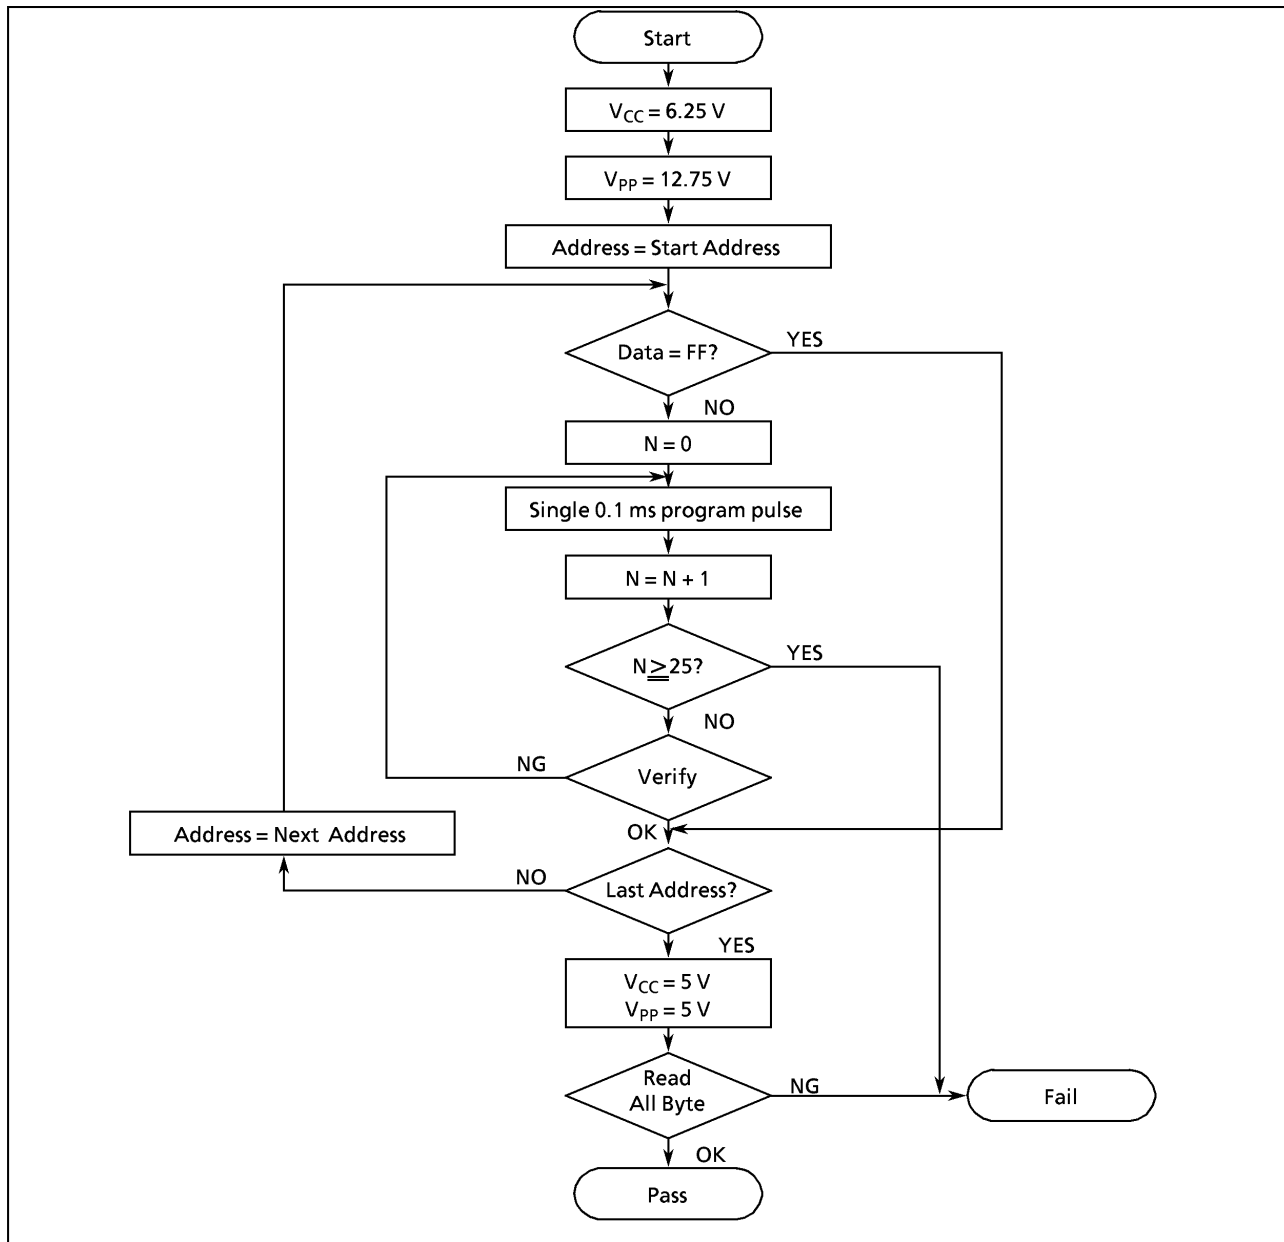 Start
VCC = 6.25 V
VPP = 12.75 V
Address = Start Address
Data = FF?
YES
NO
N = 0
Single 0.1 ms program pulse
N = N + 1
N ≧ 25?
YES
NO
Verify
NG
OK
Address = Next Address
Last Address?
NO
YES
VCC = 5 V
VPP = 5 V
Read
All Byte
NG
Fail
OK
Pass